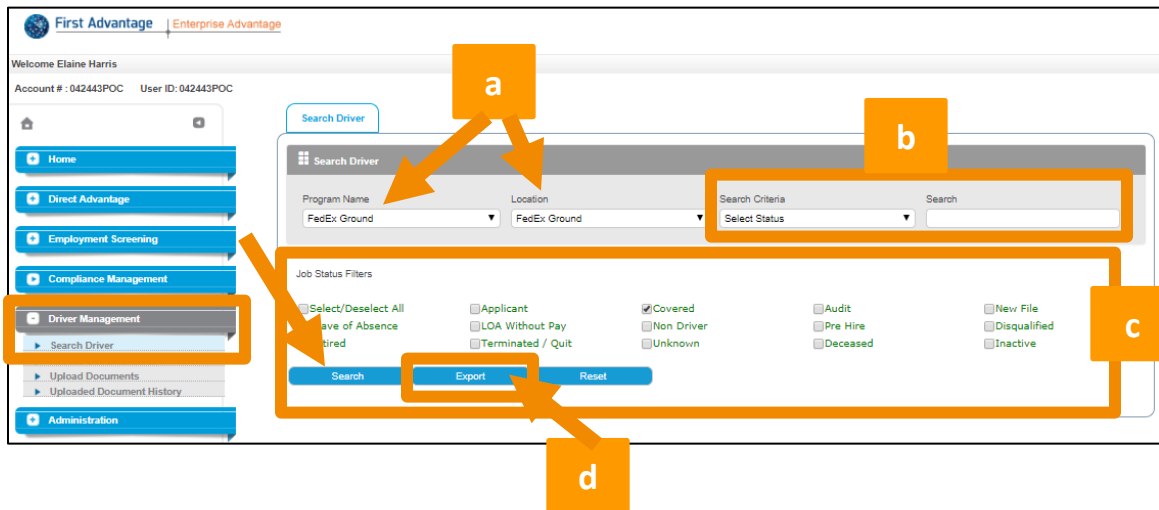 First Advantage | Enterprise Advantage
Welcome Elaine Harris
Account # : 042443POC User ID: 042443POC
a
b
Search Driver
Home
Direct Advantage
Employment Screening
Compliance Management
Driver Management
Search Driver
Upload Documents
Uploaded Document History
Administration
Search Driver
Program Name Location Search Criteria Search
FedEx Ground FedEx Ground Select Status
Job Status Filters
Select/Deselect All Applicant Covered Audit New File
ave of Absence LOA Without Pay Non Driver Pre Hire Disqualified
tired Terminated / Quit Unknown Deceased Inactive
c
Search Export Reset
d